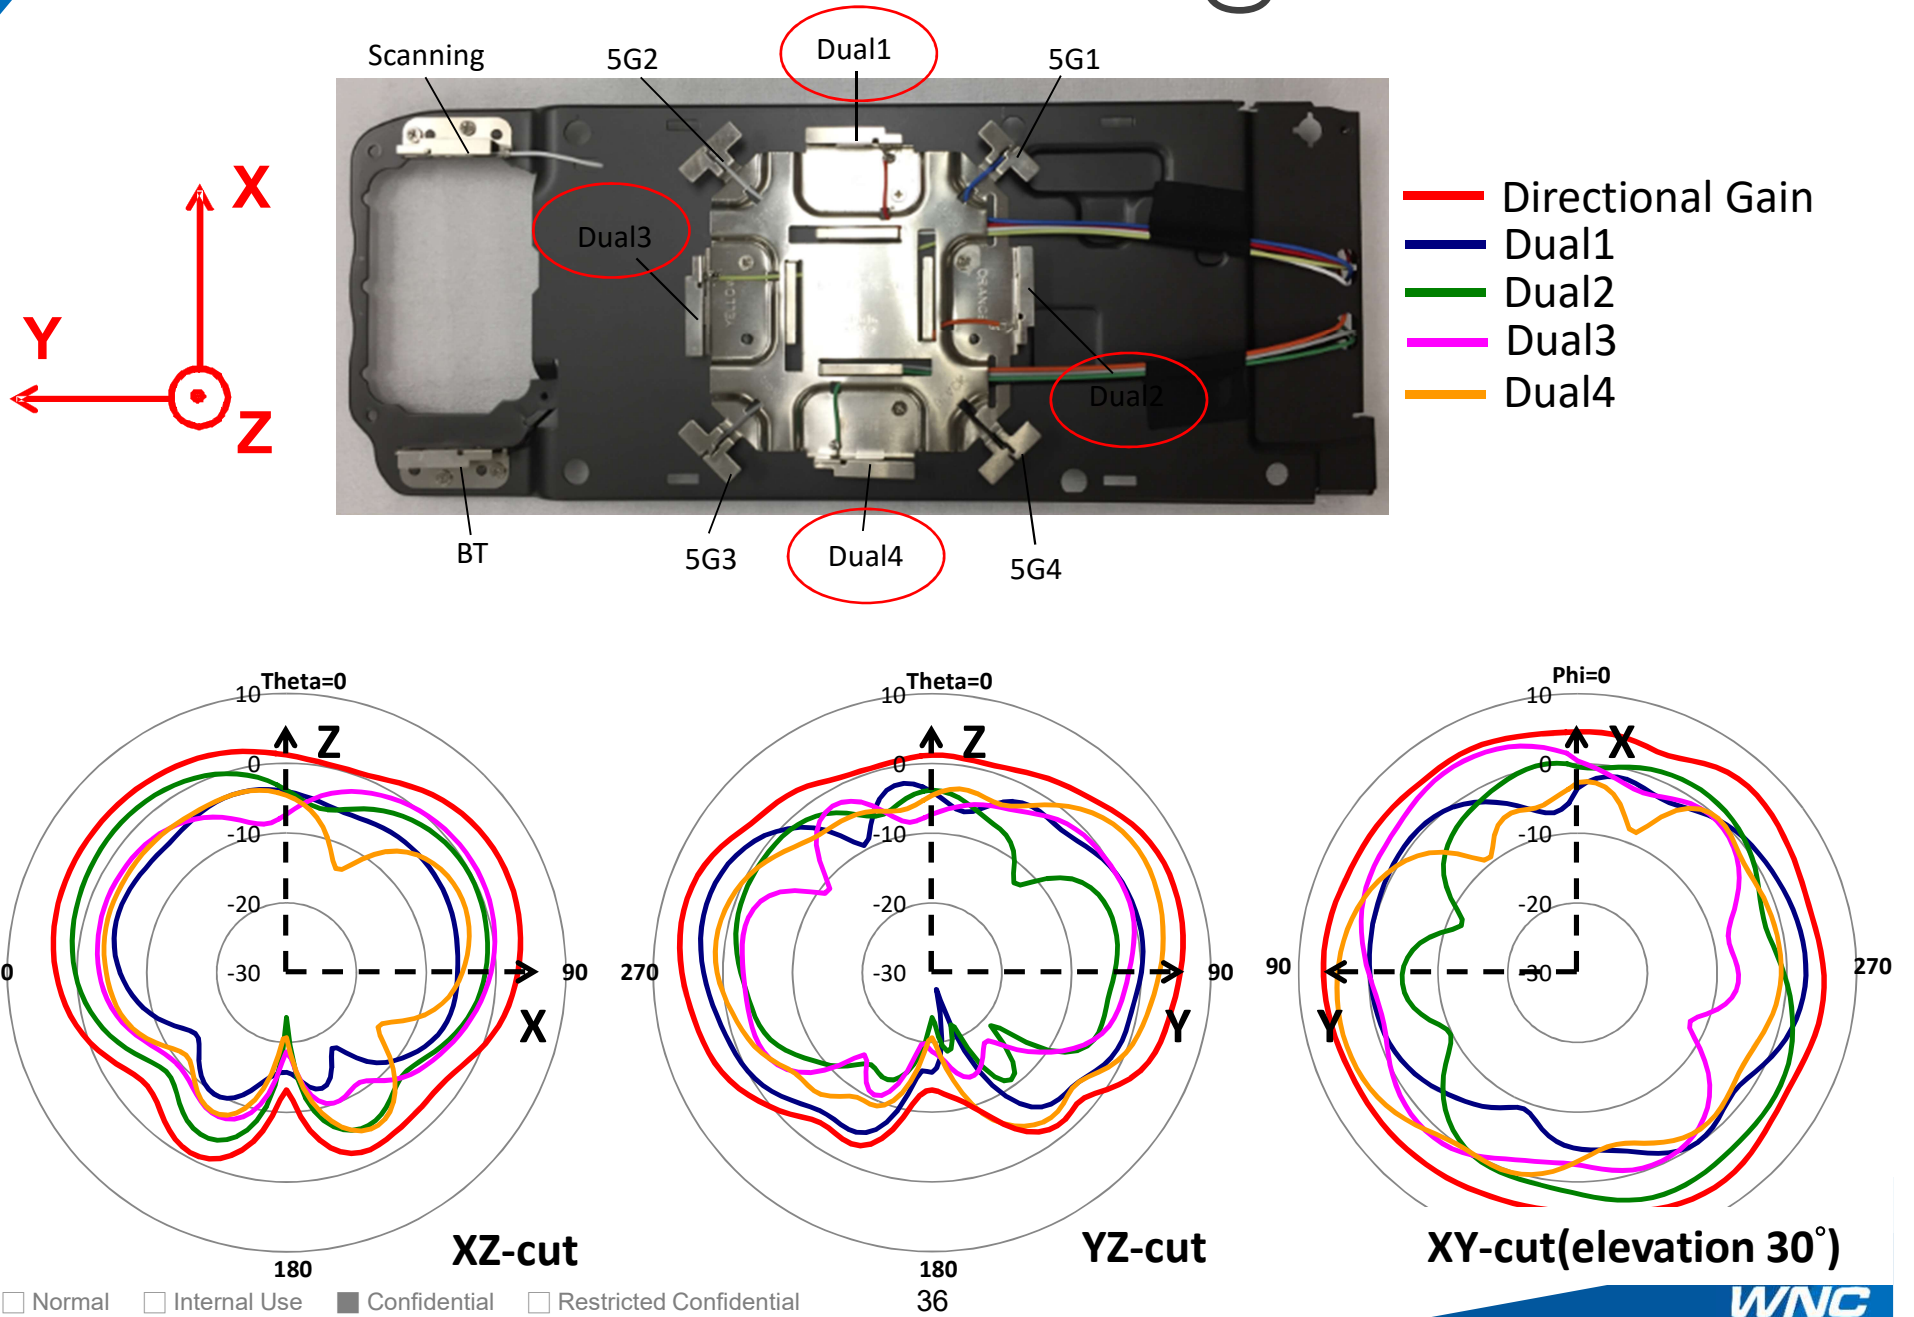 Scanning
5G2
Dual1
5G1
Dual3
Dual2
BT
5G3
Dual4
5G4
X
Y
Z
YELLOW
ORANGE
Directional Gain
Dual1
Dual2
Dual3
Dual4
Theta=0
10
0
-10
-20
-30
Z
X
0
90
180
XZ-cut
Theta=0
10
0
-10
-20
-30
Z
Y
270
90
180
YZ-cut
Phi=0
10
0
-10
-20
-30
X
Y
90
270
XY-cut(elevation 30°)
Normal Internal Use Confidential Restricted Confidential
36
WNC